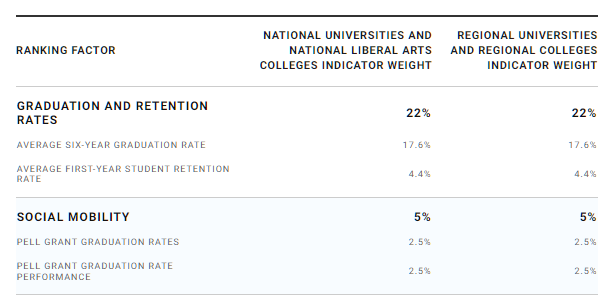 RANKING FACTOR
NATIONAL UNIVERSITIES AND
NATIONAL LIBERAL ARTS
COLLEGES INDICATOR WEIGHT
REGIONAL UNIVERSITIES
AND REGIONAL COLLEGES
INDICATOR WEIGHT
GRADUATION AND RETENTION
RATES
22%
22%
AVERAGE SIX-YEAR GRADUATION RATE
17.6%
17.6%
AVERAGE FIRST-YEAR STUDENT RETENTION
RATE
4.4%
4.4%
SOCIAL MOBILITY
5%
5%
PELL GRANT GRADUATION RATES
2.5%
2.5%
PELL GRANT GRADUATION RATE
PERFORMANCE
2.5%
2.5%